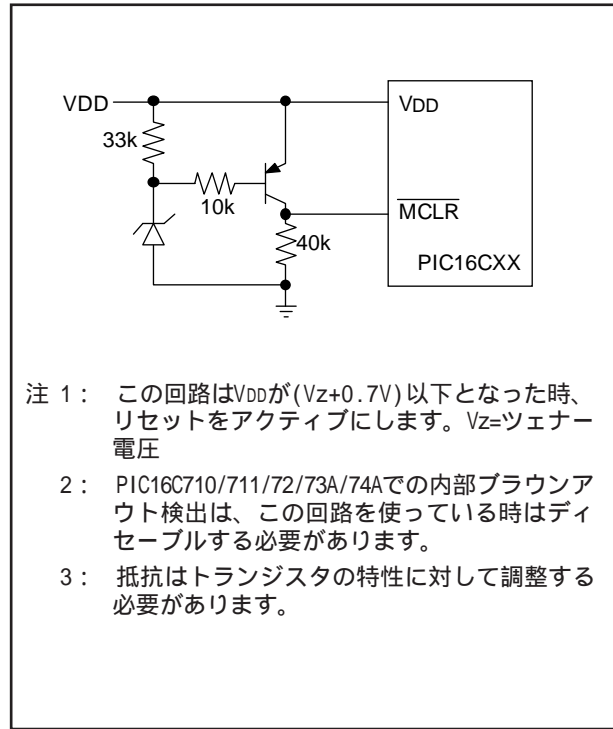 VDD
VDD
33k
10k
MCLR
40k
PIC16CXX
注 1： この回路はVDDが(Vz+0.7V)以下となった時、
リセットをアクティブにします。Vz=ツェナー
電圧
2： PIC16C710/711/72/73A/74Aでの内部ブラウンア
ウト検出は、この回路を使っている時はディ
セーブルする必要があります。
3： 抵抗はトランジスタの特性に対して調整する
必要があります。